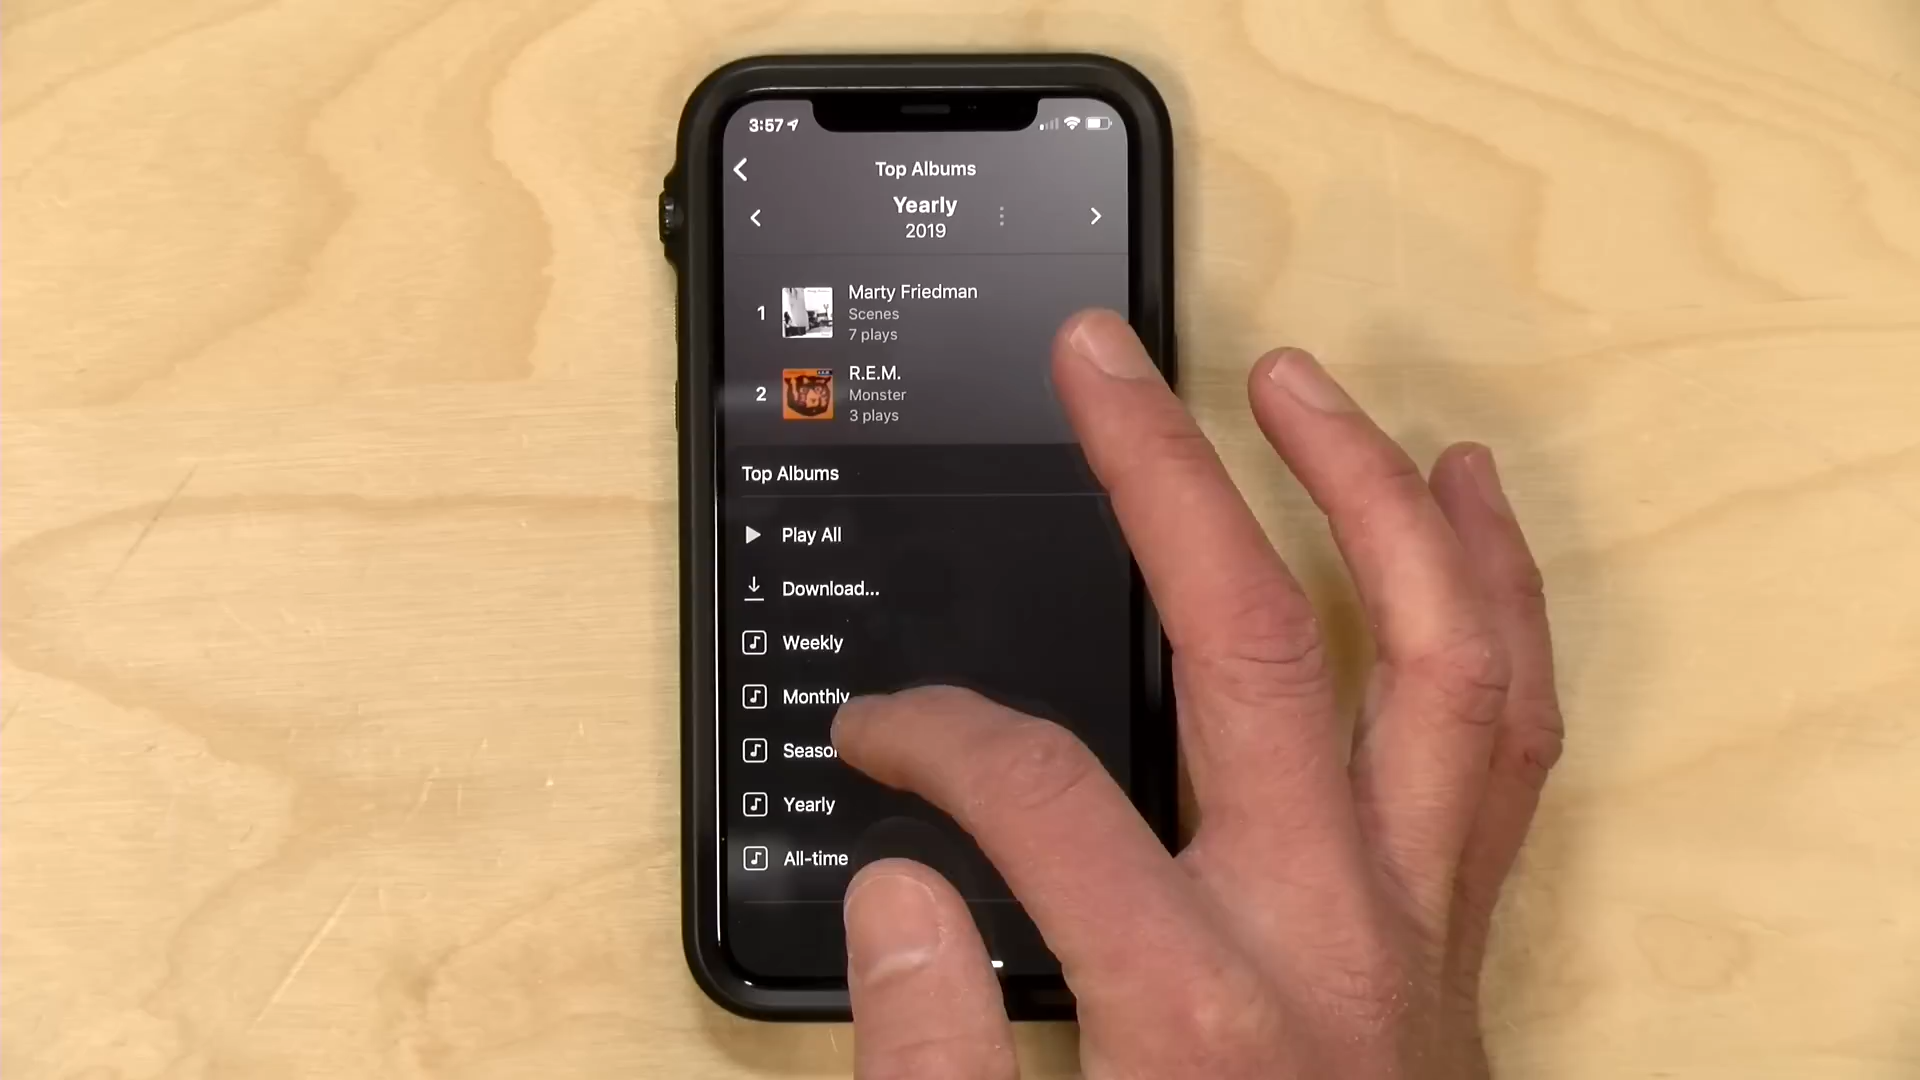 3:57
Top Albums
Yearly
2019
1
Marty Friedman
Scenes
7 plays
2
R.E.M.
Monster
3 plays
Top Albums
Play All
Download...
Weekly
Monthly
Yearly
All-time